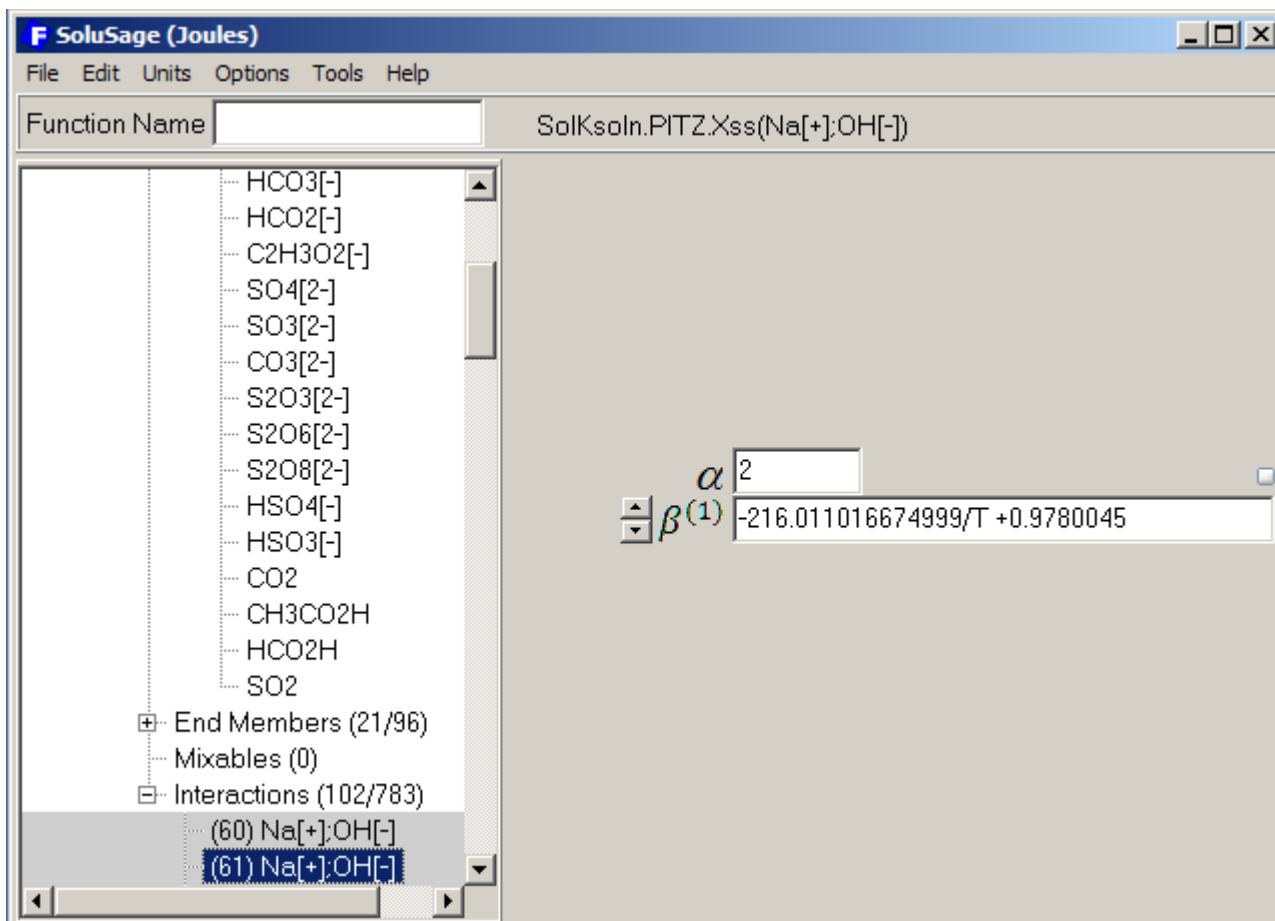 SoluSage (Joules)
File Edit Units Options Tools Help
Function Name SolKsoln.PITZ.Xss(Na[+];OH[-])
HCO3[-]
HCO2[-]
C2H3O2[-]
SO4[2-]
SO3[2-]
CO3[2-]
S2O3[2-]
S2O6[2-]
S2O8[2-]
HSO4[-]
HSO3[-]
CO2
CH3CO2H
HCO2H
SO2
End Members (21/96)
Mixables (0)
Interactions (102/783)
(60) Na[+];OH[-]
(61) Na[+];OH[-]
α 2
β(1) -216.011016674999/T +0.9780045